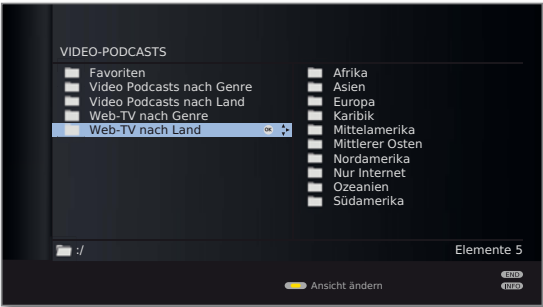 VIDEO-PODCASTS
Favoriten
Video Podcasts nach Genre
Video Podcasts nach Land
Web-TV nach Genre
Web-TV nach Land OK
Afrika
Asien
Europa
Karibik
Mittelamerika
Mittlerer Osten
Nordamerika
Nur Internet
Ozeanien
Südamerika
:/
Elemente 5
END
Ansicht ändern
INFO